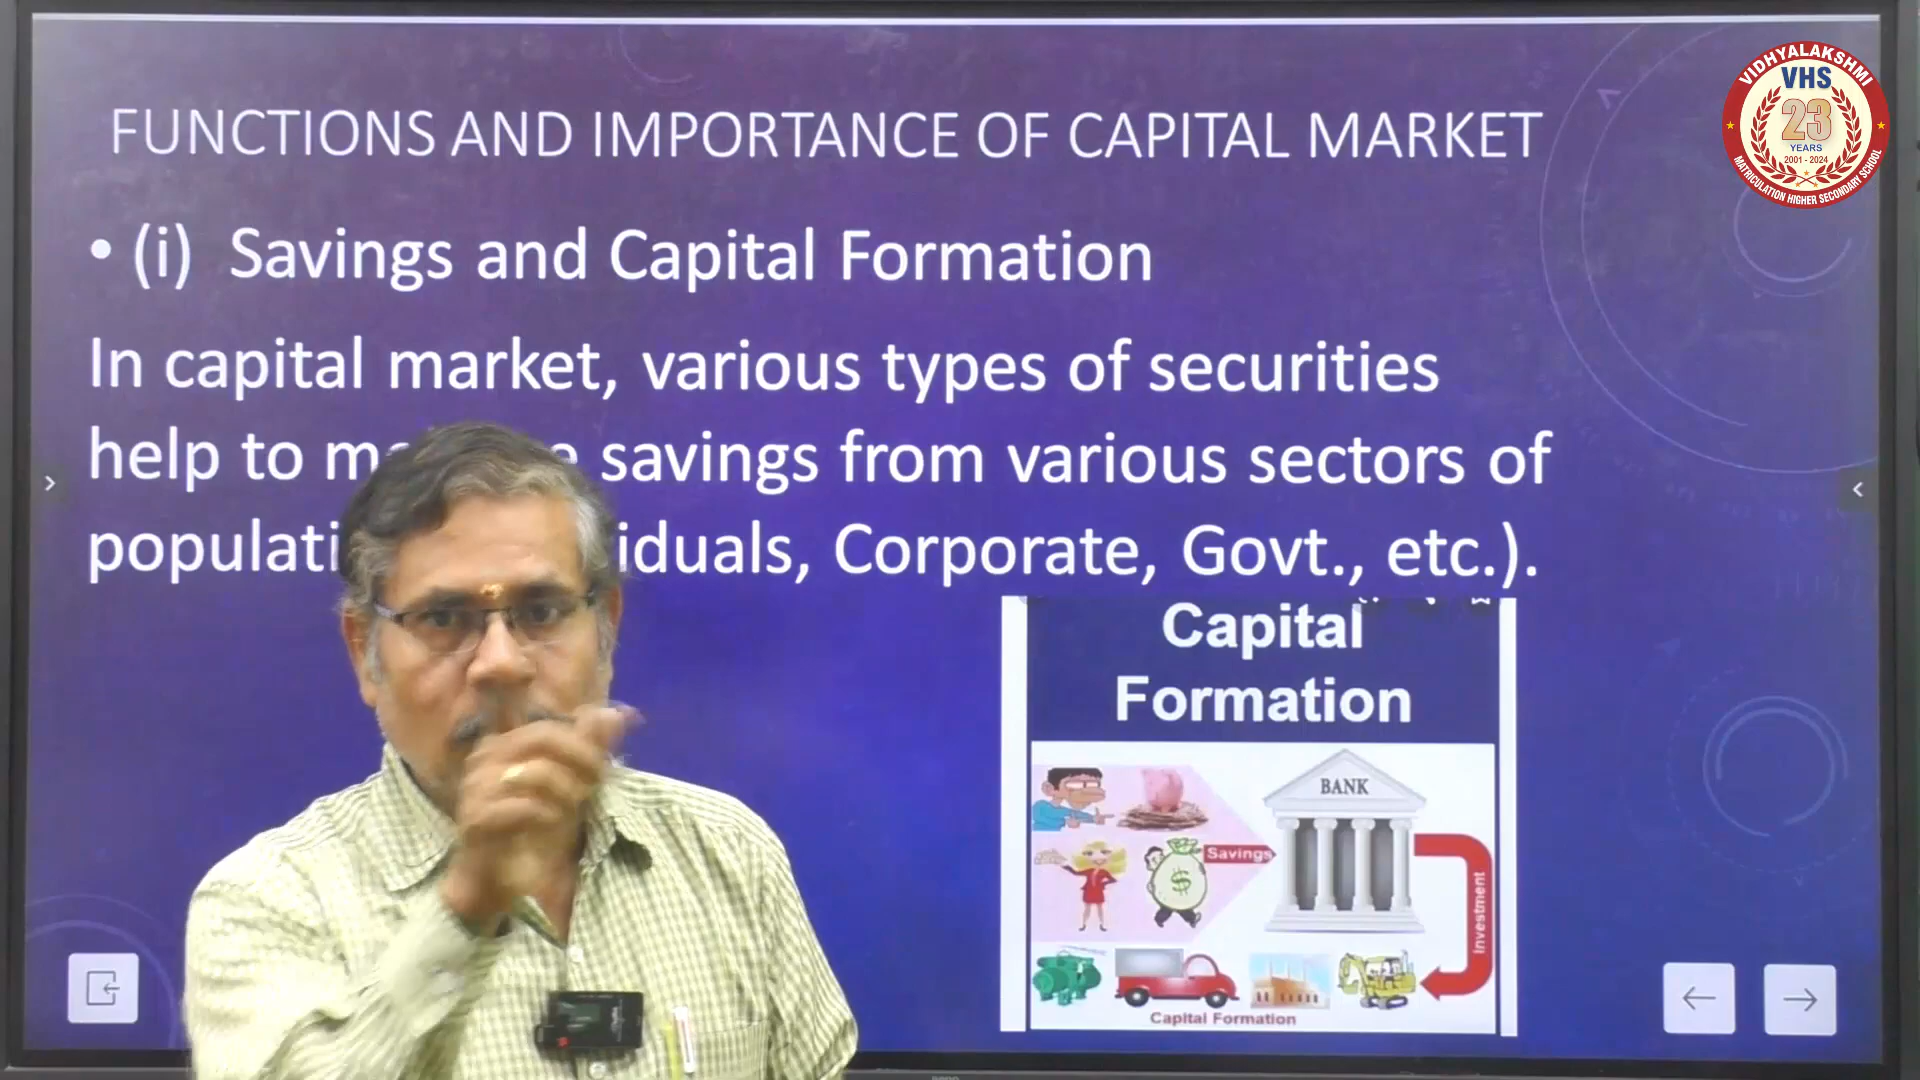 VIDHYALAKSHMI
VHS
23
YEARS
2001 - 2024
MATRICULATION HIGHER SECONDARY SCHOOL
FUNCTIONS AND IMPORTANCE OF CAPITAL MARKET
• (i) Savings and Capital Formation
In capital market, various types of securities
help to savings from various sectors of
Corporate, Govt., etc.).
Capital
Formation
BANK
Savings
$
Investment
Capital Formation